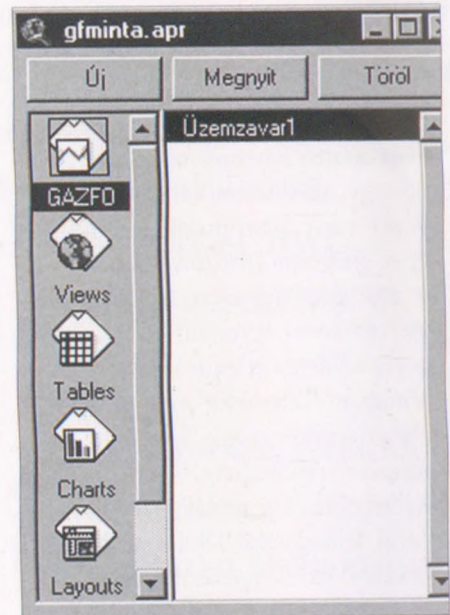 gfminta.apr
Új Megnyit Töröl
Üzemzavar1
GAZFO
Views
Tables
Charts
Layouts